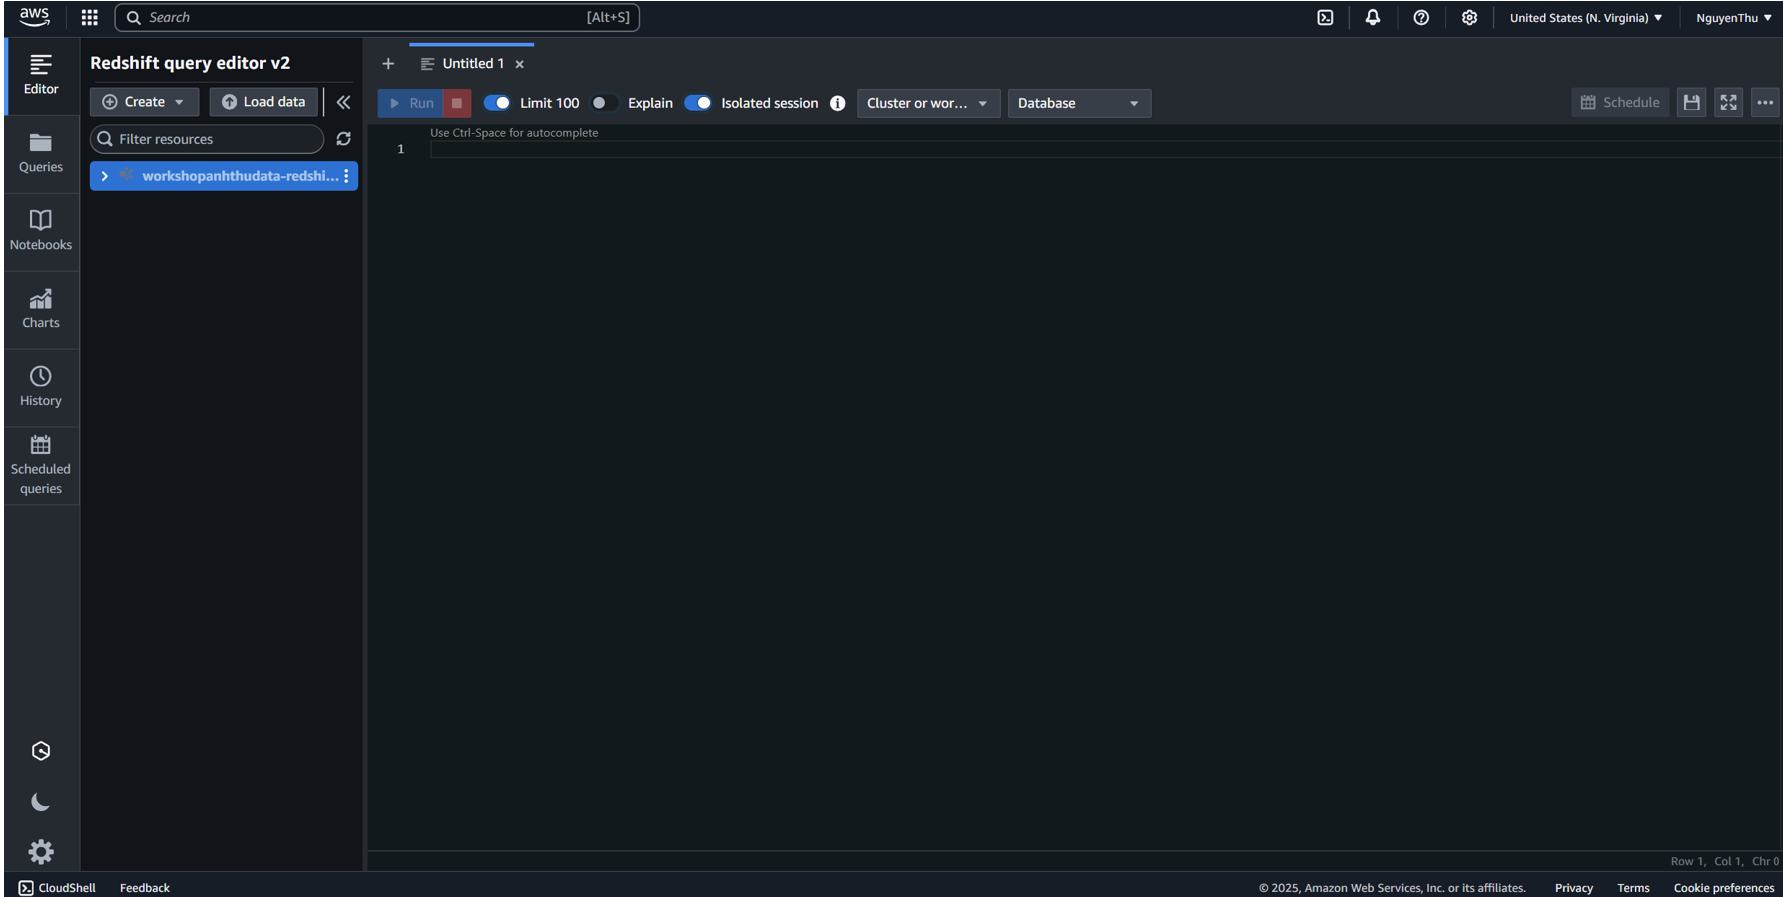 aws
Search
[Alt+S]
United States (N. Virginia)
NguyenThu
Editor
Queries
Notebooks
Charts
History
Scheduled
queries
Redshift query editor v2
Create
Load data
Filter resources
workshopanhthudata-redshi...
Untitled 1
Run
Limit 100
Explain
Isolated session
Cluster or wor...
Database
Schedule
Use Ctrl-Space for autocomplete
1
Row 1, Col 1, Chr 0
CloudShell
Feedback
© 2025, Amazon Web Services, Inc. or its affiliates.
Privacy
Terms
Cookie preferences